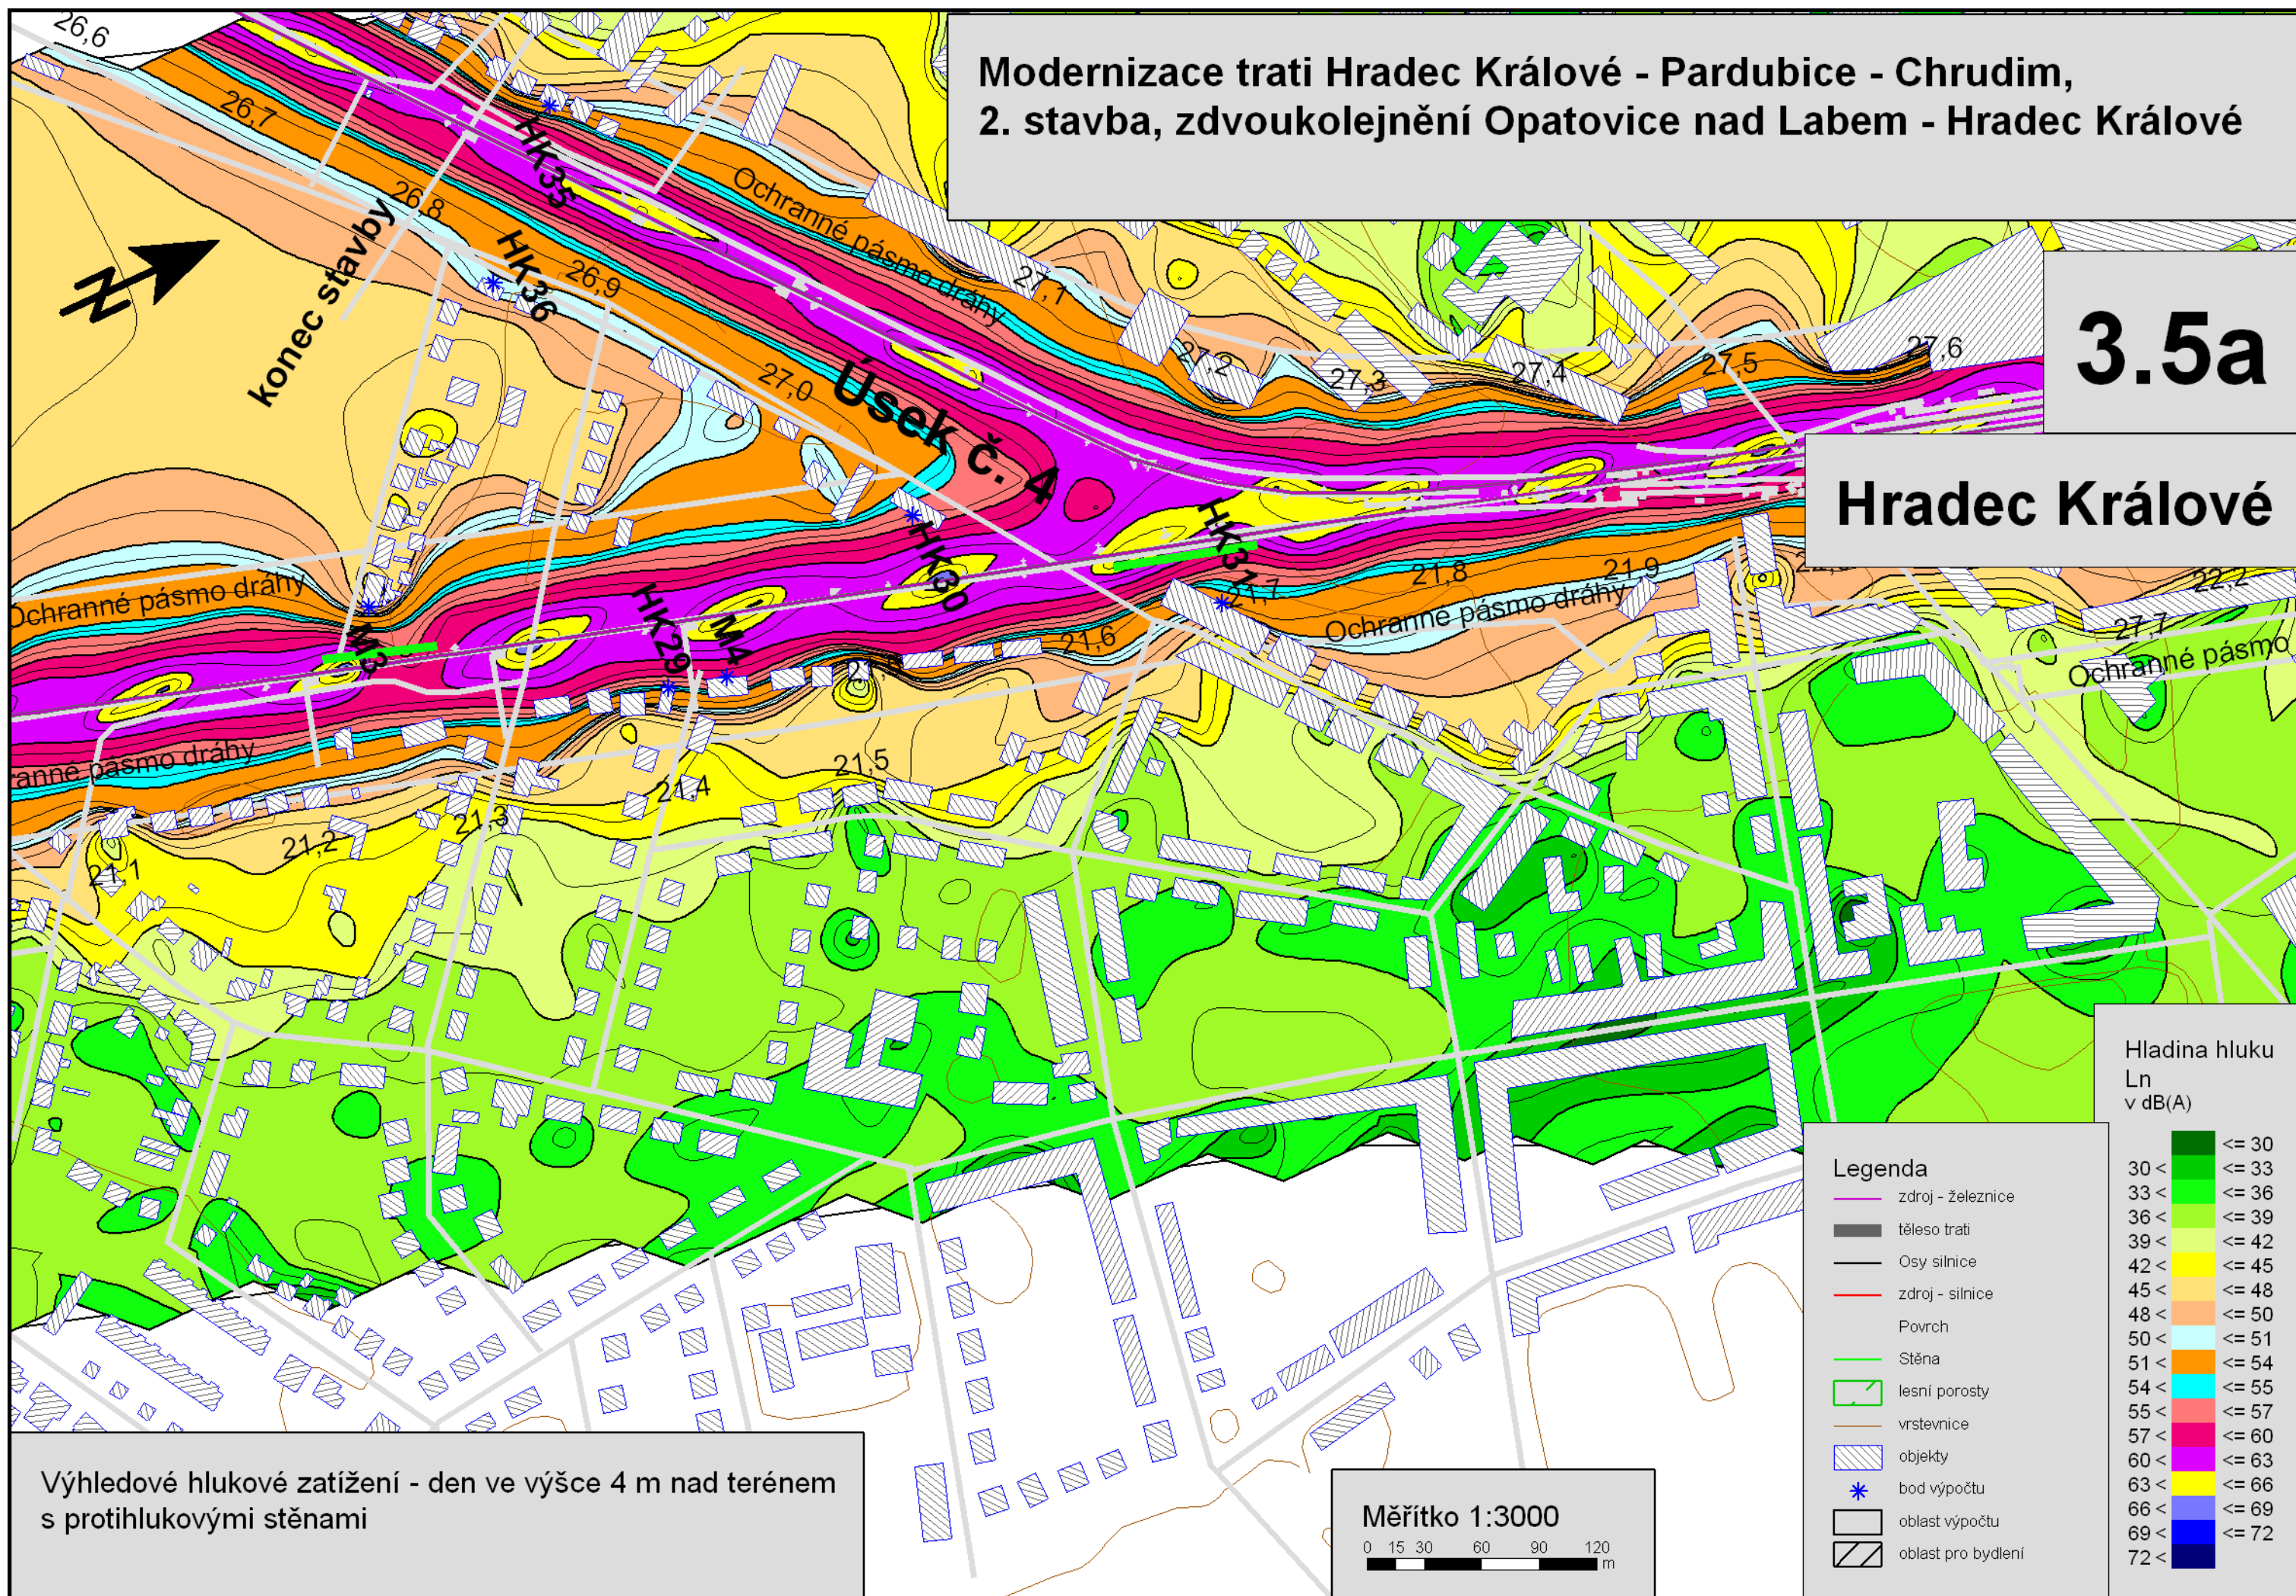 Modernizace trati Hradec Králové - Pardubice - Chrudim,
2. stavba, zdvoukolejnění Opatovice nad Labem - Hradec Králové
3.5a
Hradec Králové
26,6
26,7
26,8
26,9
27,0
27,1
27,2
27,3
27,4
27,5
27,6
HK35
HK36
konec stavby
Ochranné pásmo dráhy
Úsek č. 4
HK31
HK30
HK29
M4
M3
Ochranné pásmo dráhy
ranné pásmo dráhy
Ochranné pásmo dráhy
Ochranné pásmo
21,1
21,2
21,3
21,4
21,5
21,6
21,7
21,8
21,9
22,2
27,7
N
Hladina hluku
Ln
v dB(A)
<= 30
30 < <= 33
33 < <= 36
36 < <= 39
39 < <= 42
42 < <= 45
45 < <= 48
48 < <= 50
50 < <= 51
51 < <= 54
54 < <= 55
55 < <= 57
57 < <= 60
60 < <= 63
63 < <= 66
66 < <= 69
69 < <= 72
72 <
Legenda
zdroj - železnice
těleso trati
Osy silnice
zdroj - silnice
Povrch
Stěna
lesní porosty
vrstevnice
objekty
bod výpočtu
oblast výpočtu
oblast pro bydlení
Výhledové hlukové zatížení - den ve výšce 4 m nad terénem
s protihlukovými stěnami
Měřítko 1:3000
0 15 30 60 90 120
m